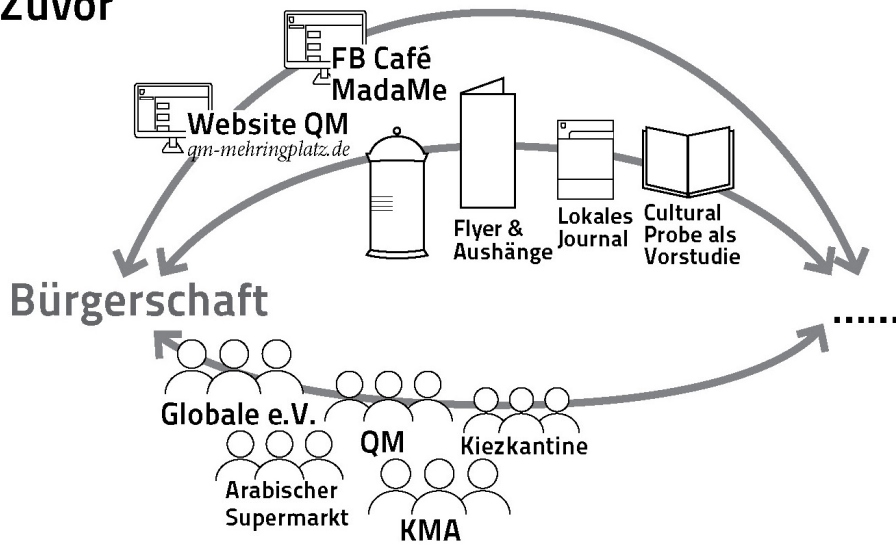 Zuvor
FB Café
MadaMe
Website QM
qm-mehringplatz.de
Flyer &
Aushänge
Lokales
Journal
Cultural
Probe als
Vorstudie
Bürgerschaft
......
Globale e.V.
QM
Kiezkantine
Arabischer
Supermarkt
KMA